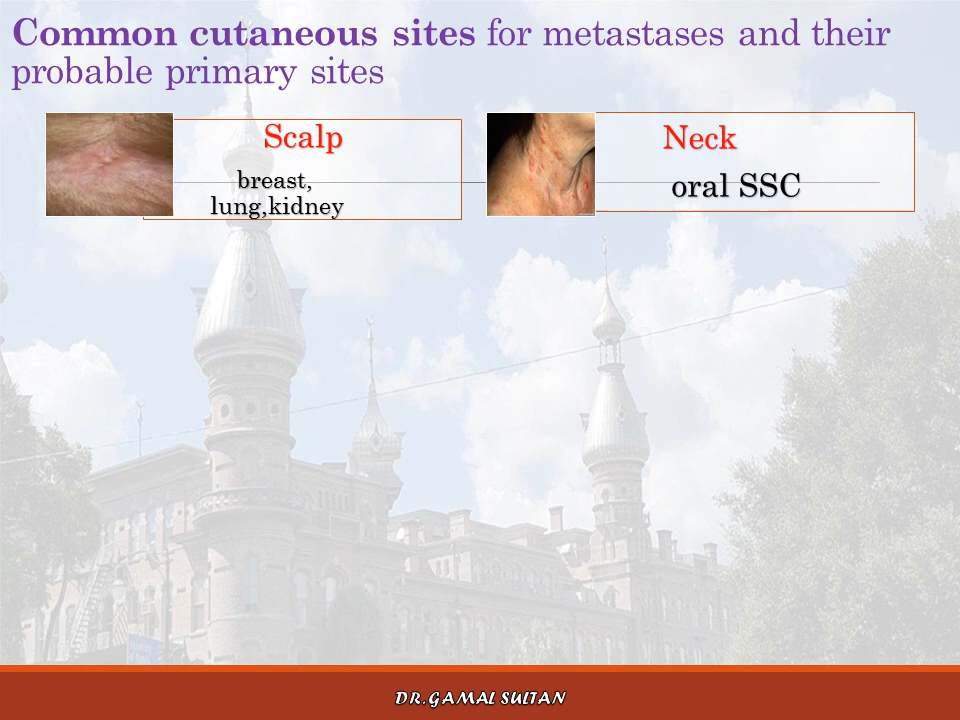 Common cutaneous sites for metastases and their
probable primary sites
Scalp
breast,
lung,kidney
Neck
oral SSC
DR.GAMAL SULTAN